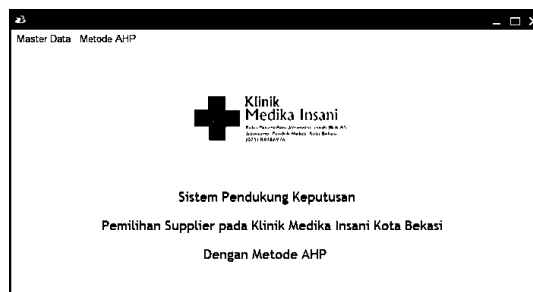 Master Data Metode AHP
Klinik
Medika Insani
Sistem Pendukung Keputusan
Pemilihan Supplier pada Klinik Medika Insani Kota Bekasi
Dengan Metode AHP